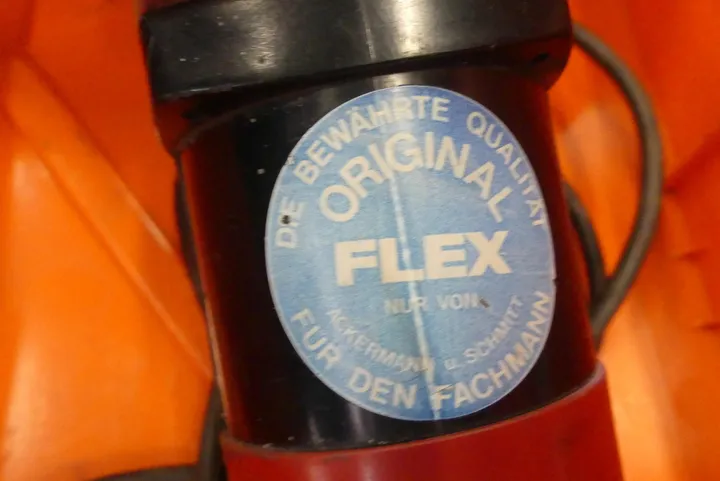 DIE BEWÄHRTE QUALITÄT
ORIGINAL
FLEX
NUR VON
ACKERMANN u. SCHMITT
FÜR DEN FACHMANN